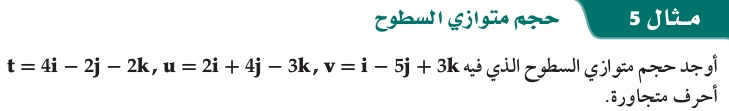 مثال 5 حجم متوازي السطوح
أوجد حجم متوازي السطوح الذي فيه t = 4i − 2j − 2k , u = 2i + 4j − 3k , v = i − 5j + 3k
أحرف متجاورة.